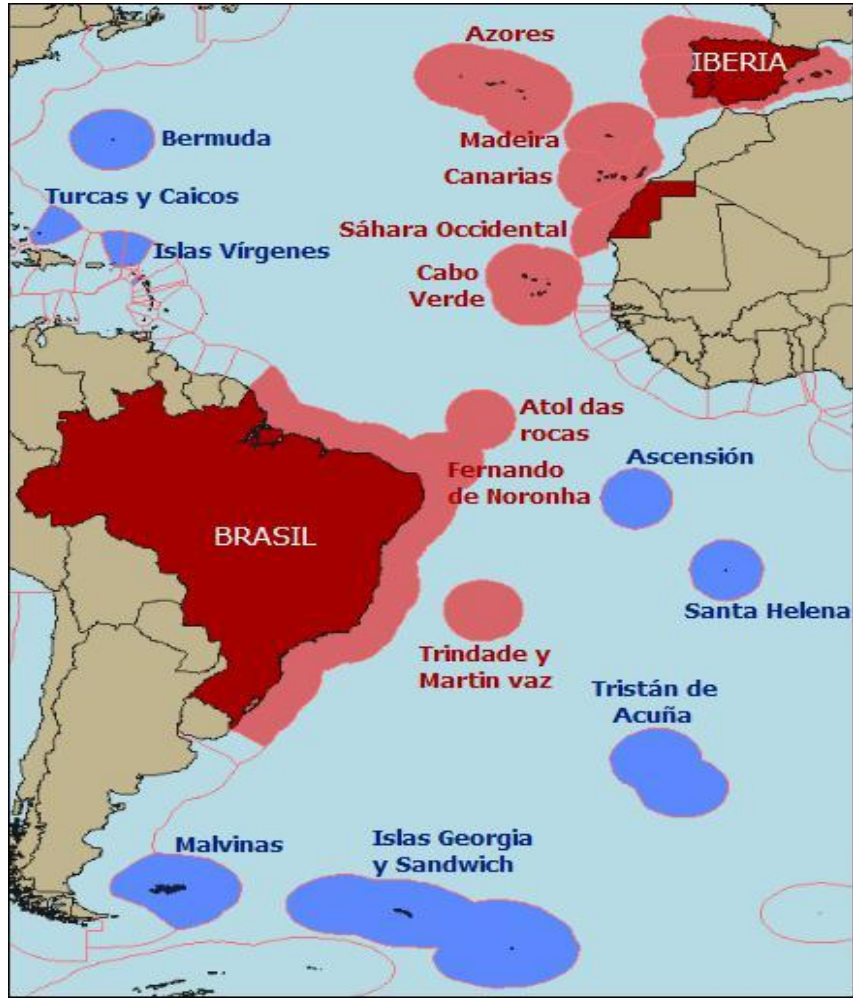 Azores
IBERIA
Bermuda
Madeira
Canarias
Turcas y Caicos
Sáhara Occidental
Islas Vírgenes
Cabo
Verde
Atol das
rocas
Ascensión
Fernando
de Noronha
BRASIL
Santa Helena
Trindade y
Martin vaz
Tristán de
Acuña
Malvinas
Islas Georgia
y Sandwich